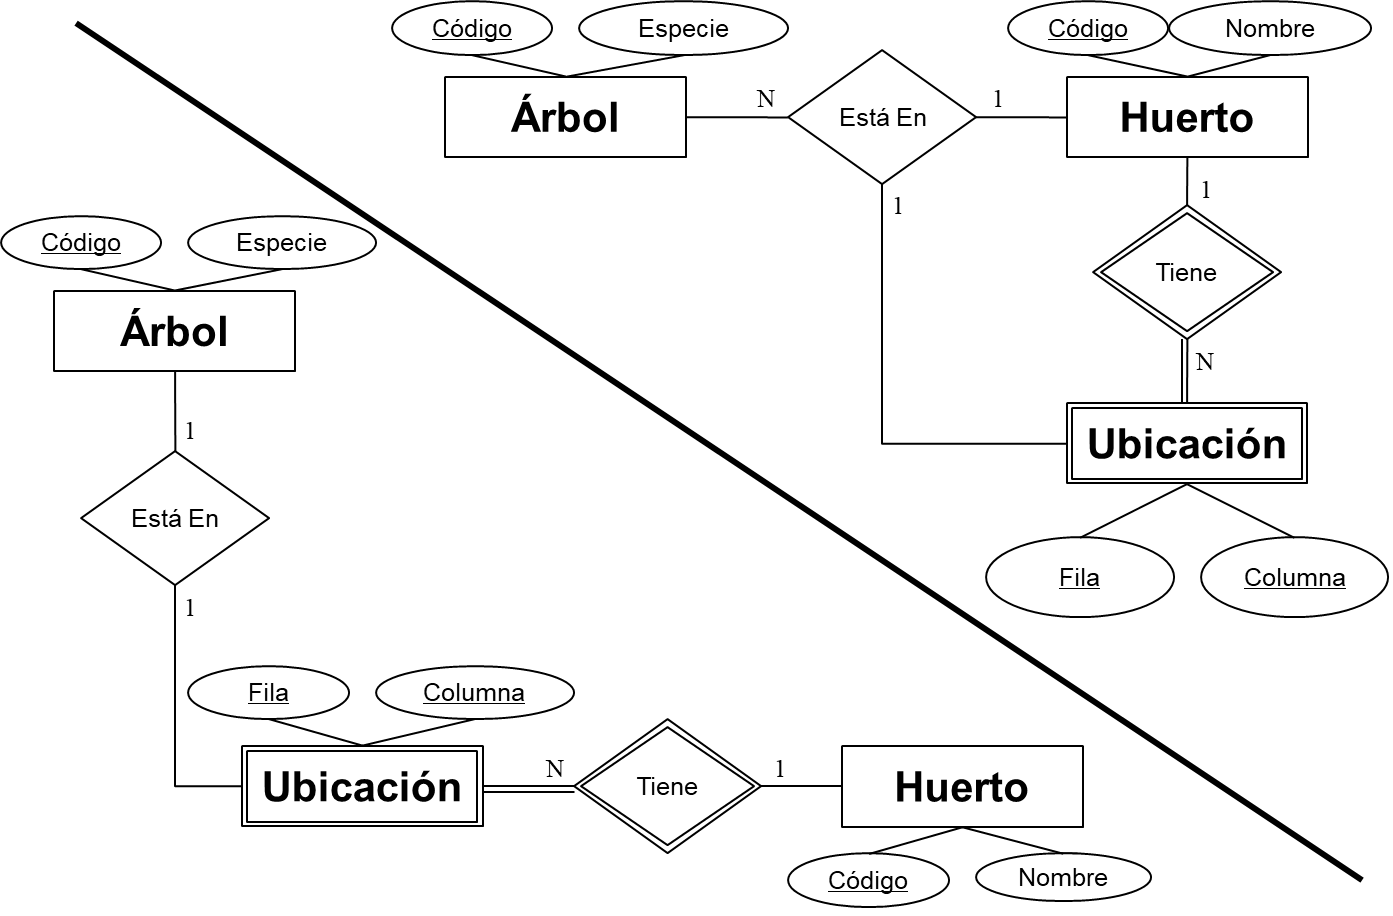 Código
Especie
Código
Nombre
Árbol
N
Está En
1
Huerto
1
1
Tiene
N
Ubicación
Fila
Columna
Código
Especie
Árbol
1
Está En
1
Fila
Columna
Ubicación
N
Tiene
1
Huerto
Código
Nombre